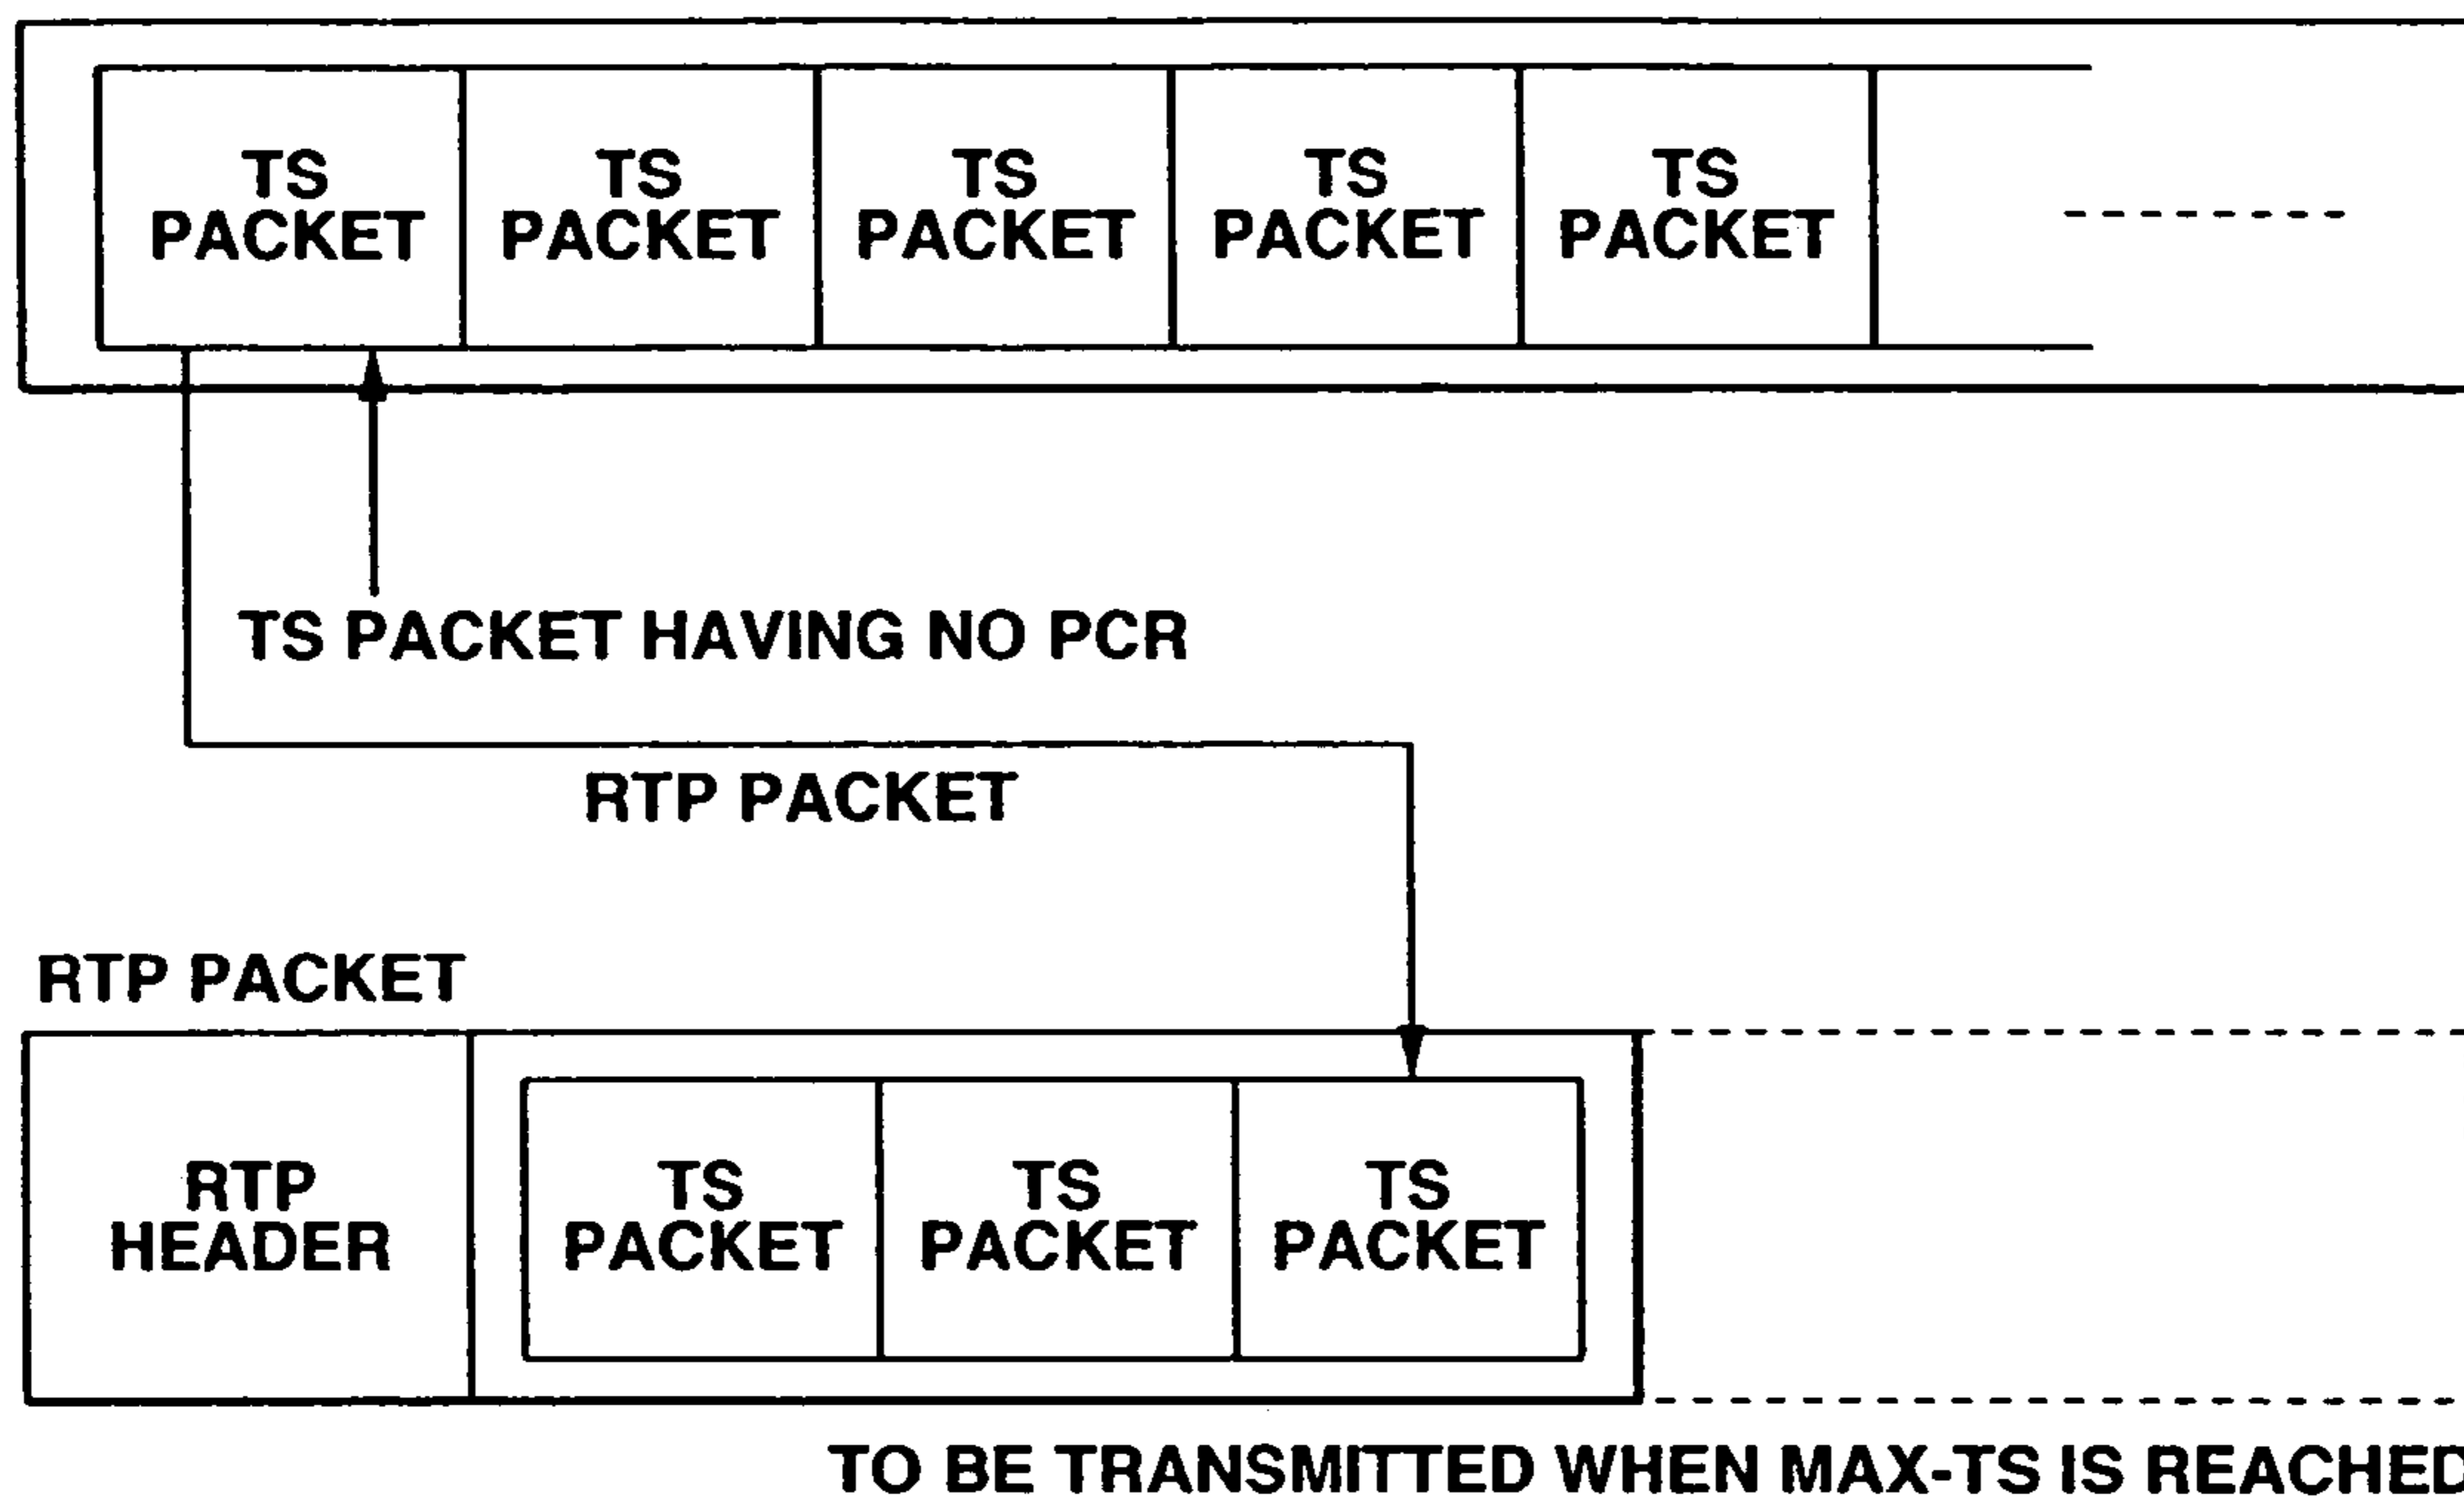 TS PACKET
TS PACKET
TS PACKET
TS PACKET
TS PACKET
TS PACKET HAVING NO PCR
RTP PACKET
RTP PACKET
RTP HEADER
TS PACKET
TS PACKET
TS PACKET
TO BE TRANSMITTED WHEN MAX-TS IS REACHED